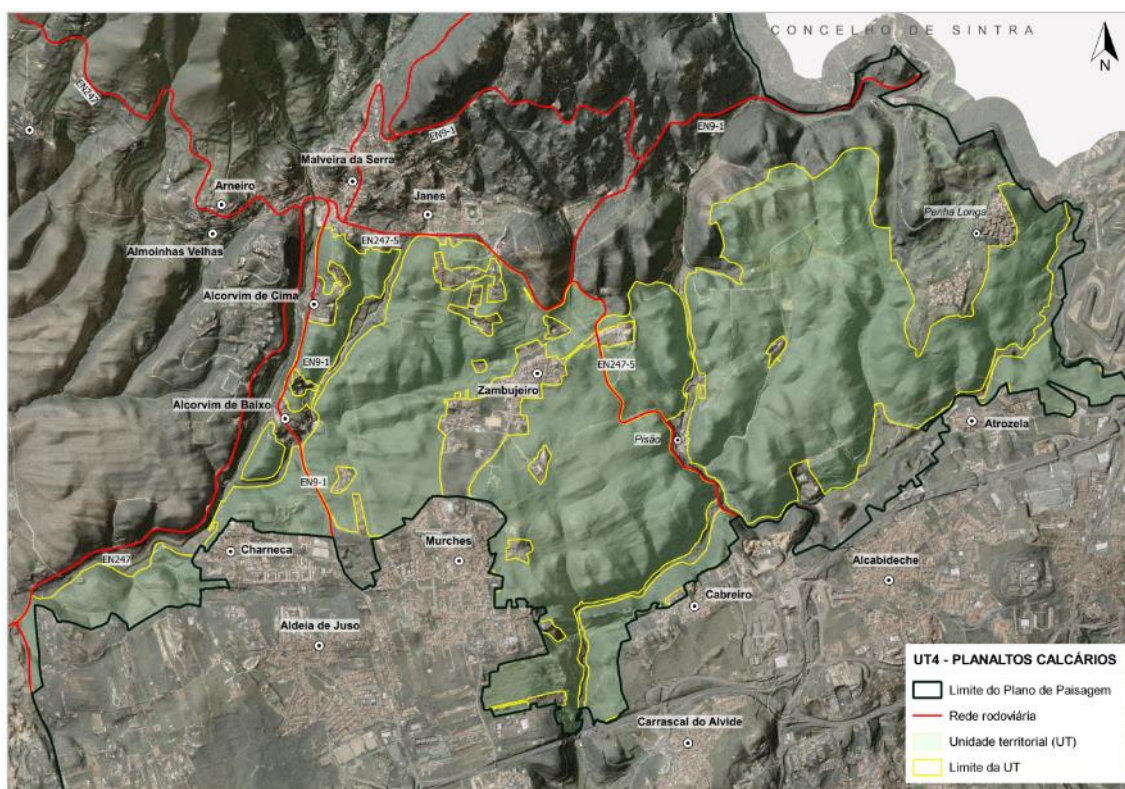 CONCELHO DE SINTRA
N
EN247
EN9-1
EN9-1
Malveira da Serra
Arneiro
Janes
Penha Longa
Almoinhas Velhas
EN247-5
Alcorvim de Cima
EN9-1
EN247-5
Zambujeiro
Alcorvim de Baixo
Atrozela
Pisão
EN9-1
Charneca
Murches
EN247
Alcabideche
Cabreiro
Aldeia de Juso
Carrascal do Alvide
UT4 - PLANALTOS CALCÁRIOS
Limite do Plano de Paisagem
Rede rodoviária
Unidade territorial (UT)
Limite da UT